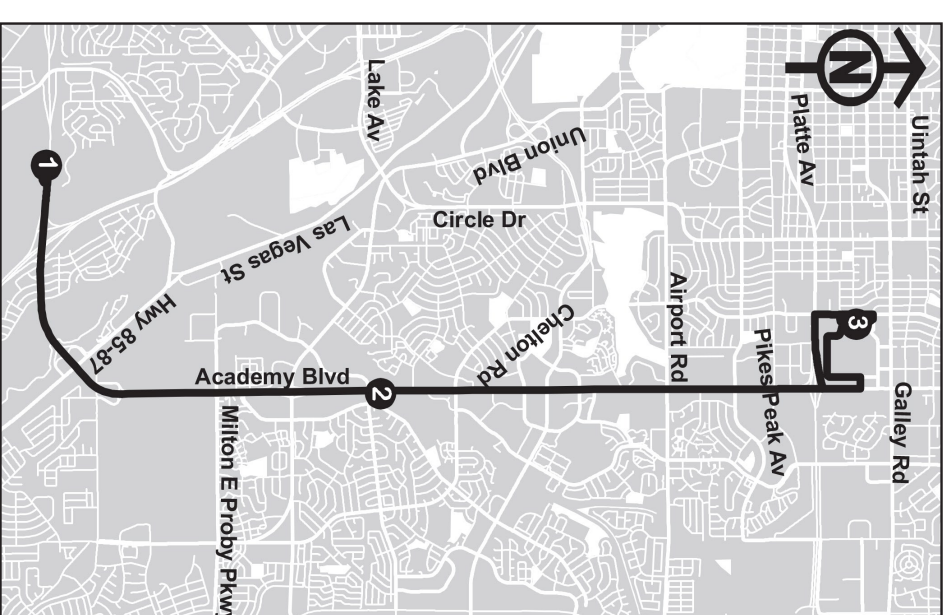 N
Uintah St
Platte Av
Lake Av
Union Blvd
1
Circle Dr
Las Vegas St
Hwy 85-87
Chelton Rd
Airport Rd
3
Pikes Peak Av
Academy Blvd
2
Galley Rd
Milton E Proby Pkwy